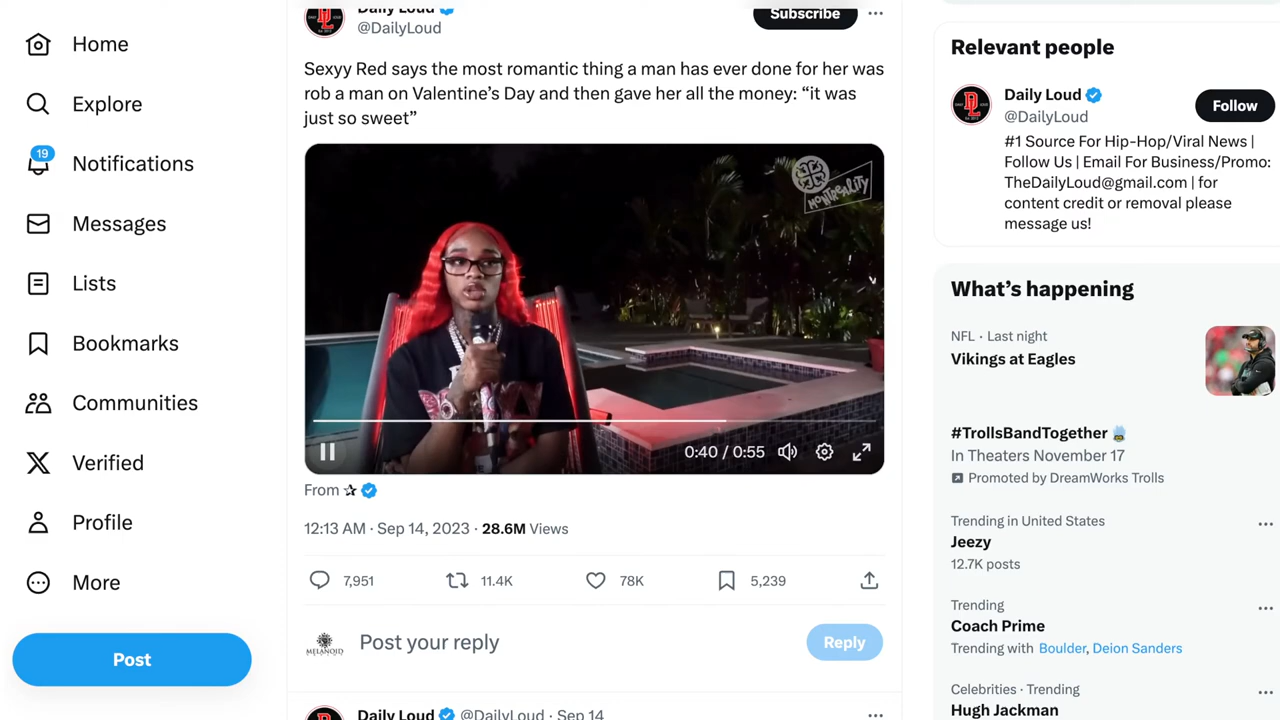 Home
Explore
19
Notifications
Messages
Lists
Bookmarks
Communities
Verified
Profile
More
Post
Daily Loud
@DailyLoud
Subscribe
Sexyy Red says the most romantic thing a man has ever done for her was
rob a man on Valentine’s Day and then gave her all the money: “it was
just so sweet”
MONTREALITY
0:40 / 0:55
From
12:13 AM · Sep 14, 2023 · 28.6M Views
7,951
11.4K
78K
5,239
MELANOID
Post your reply
Reply
Daily Loud @DailyLoud · Sep 14
Relevant people
DL
Daily Loud
@DailyLoud
Follow
#1 Source For Hip-Hop/Viral News |
Follow Us | Email For Business/Promo:
TheDailyLoud@gmail.com | for
content credit or removal please
message us!
What’s happening
NFL · Last night
Vikings at Eagles
#TrollsBandTogether
In Theaters November 17
Promoted by DreamWorks Trolls
Trending in United States
Jeezy
12.7K posts
Trending
Coach Prime
Trending with Boulder, Deion Sanders
Celebrities · Trending
Hugh Jackman